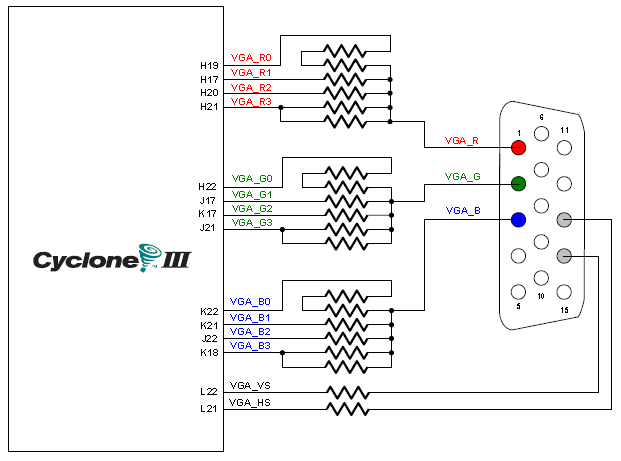 H19 VGA_R0
H17 VGA_R1
H20 VGA_R2
H21 VGA_R3
VGA_R
1
6
11
H22 VGA_G0
J17 VGA_G1
K17 VGA_G2
J21 VGA_G3
VGA_G
VGA_B
Cyclone III
K22 VGA_B0
K21 VGA_B1
J22 VGA_B2
K18 VGA_B3
5
10
15
L22 VGA_VS
L21 VGA_HS